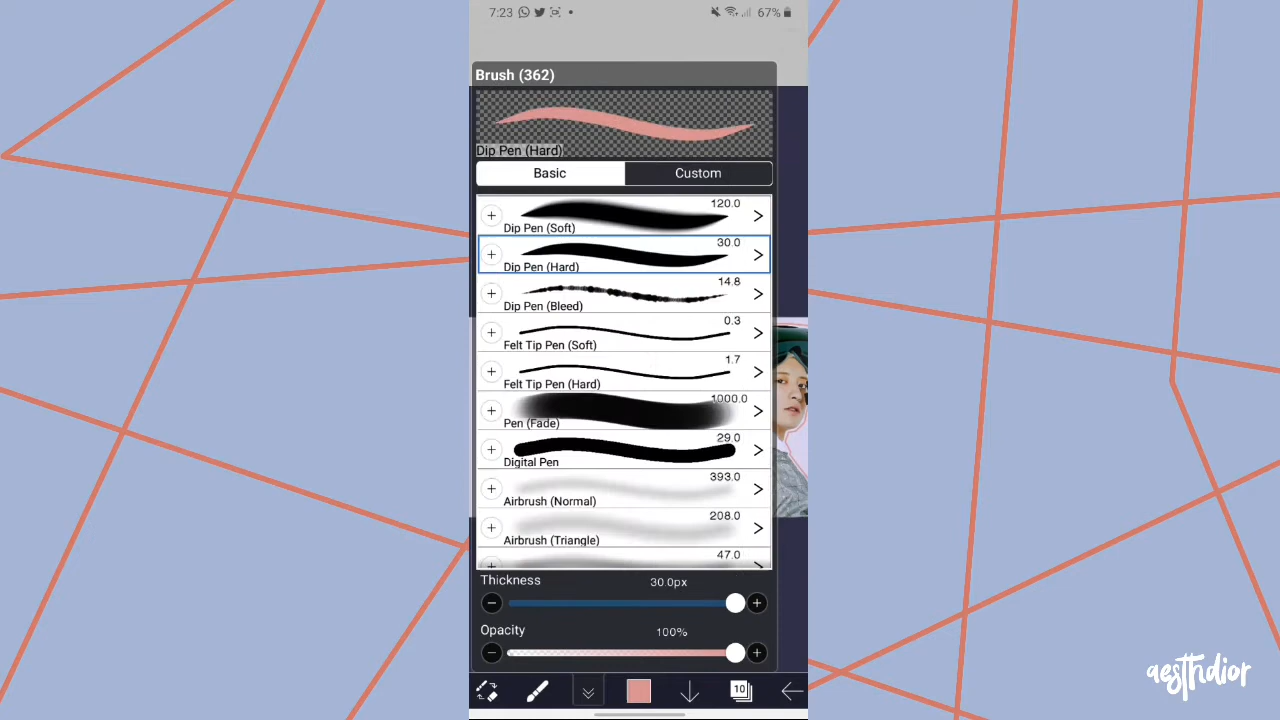 7:23
67%
Brush (362)
Dip Pen (Hard)
Basic
Custom
120.0
Dip Pen (Soft)
30.0
Dip Pen (Hard)
14.8
Dip Pen (Bleed)
0.3
Felt Tip Pen (Soft)
1.7
Felt Tip Pen (Hard)
1000.0
Pen (Fade)
29.0
Digital Pen
393.0
Airbrush (Normal)
208.0
Airbrush (Triangle)
47.0
Thickness
30.0px
Opacity
100%
10
aesthdior